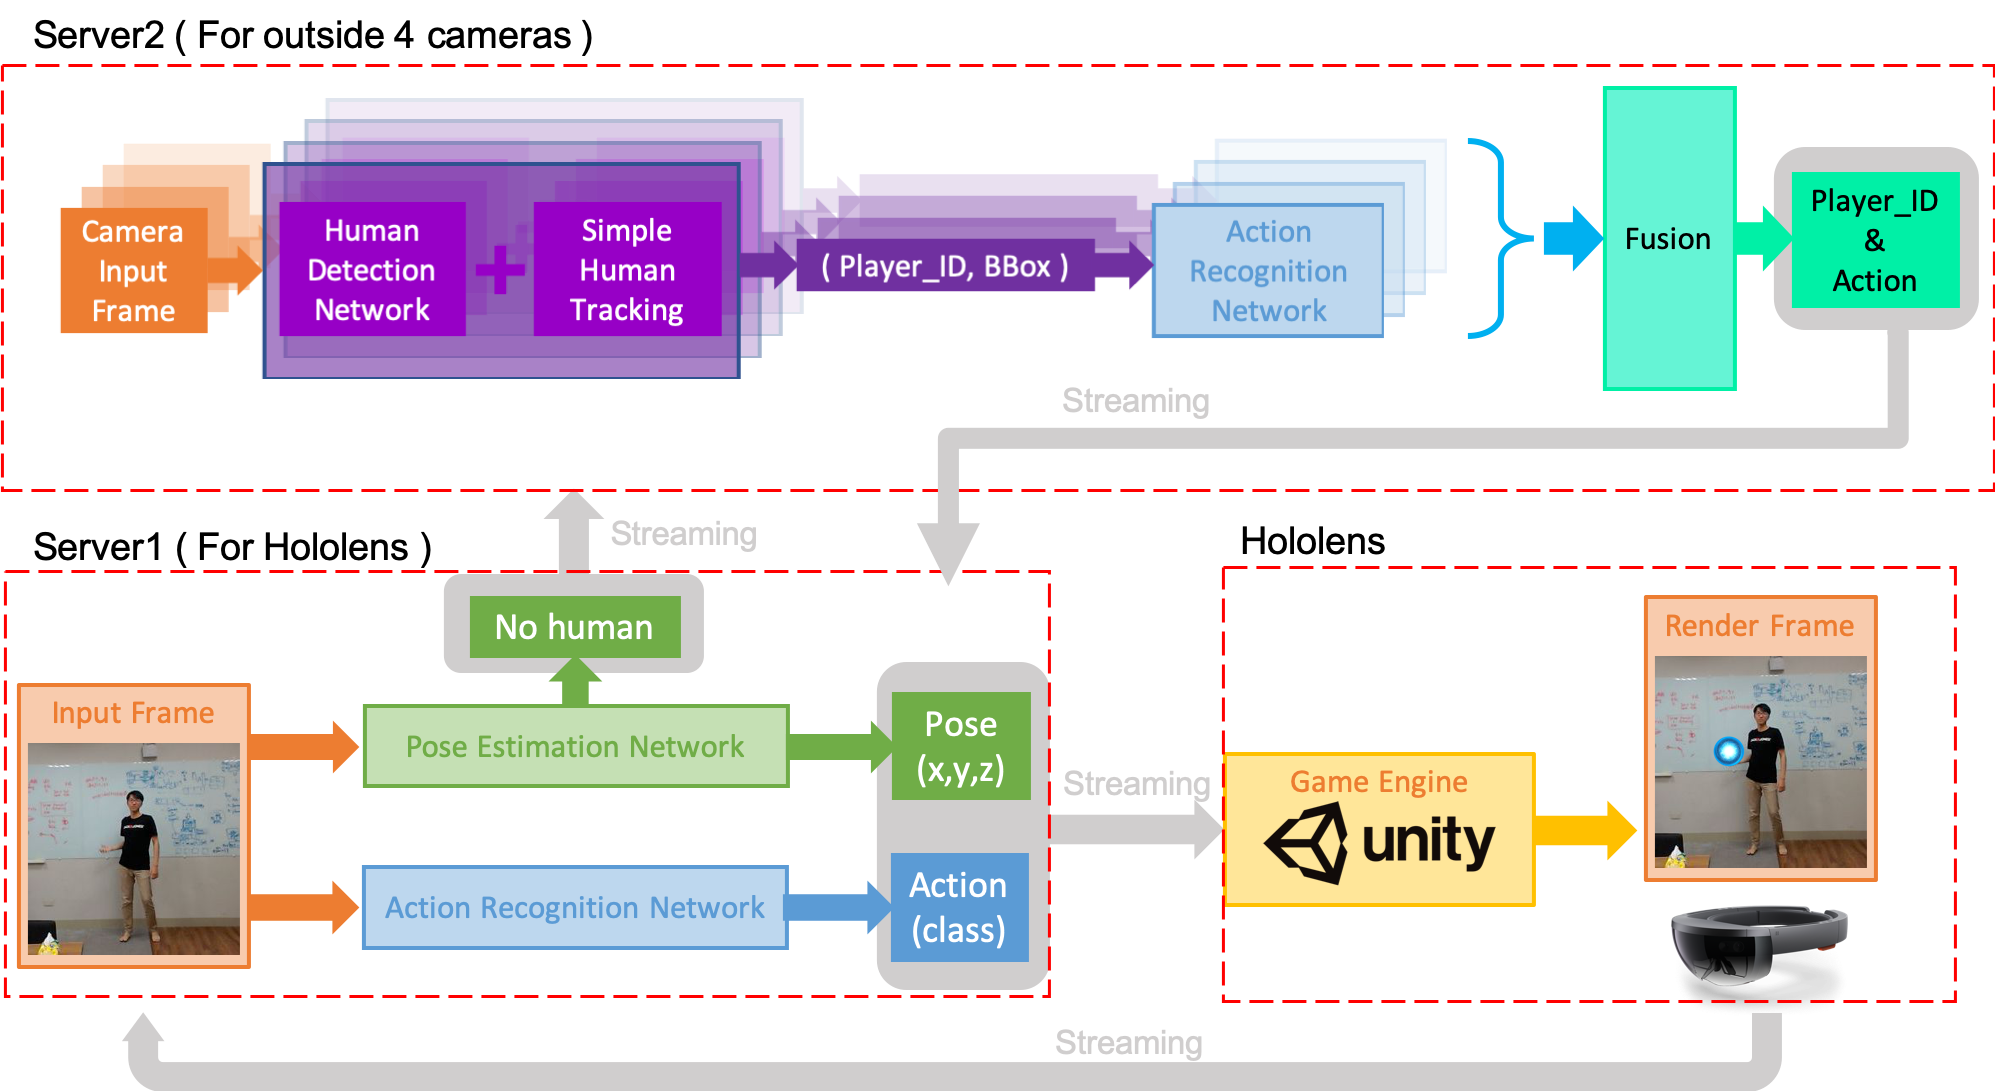 Server2 ( For outside 4 cameras )
Camera
Input
Frame
Human
Detection
Network
+
Simple
Human
Tracking
( Player_ID, BBox )
Action
Recognition
Network
Fusion
Player_ID
&
Action
Streaming
Streaming
Server1 ( For Hololens )
No human
Input Frame
Pose Estimation Network
Pose
(x,y,z)
Action Recognition Network
Action
(class)
Streaming
Hololens
Game Engine
unity
Render Frame
Streaming